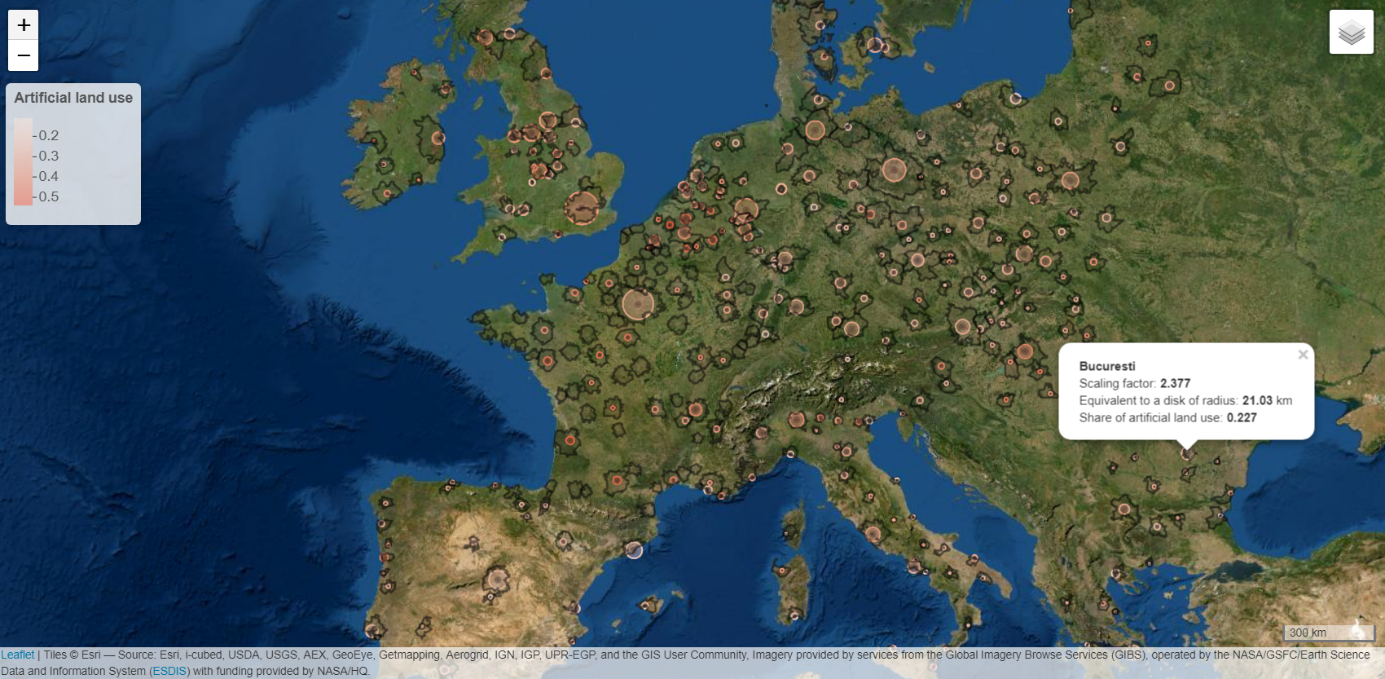 +
−
Artificial land use
0.2
0.3
0.4
0.5
Bucuresti
×
Scaling factor: 2.377
Equivalent to a disk of radius: 21.03 km
Share of artificial land use: 0.227
300 km
Leaflet | Tiles © Esri — Source: Esri, i-cubed, USDA, USGS, AEX, GeoEye, Getmapping, Aerogrid, IGN, IGP, UPR-EGP, and the GIS User Community, Imagery provided by services from the Global Imagery Browse Services (GIBS), operated by the NASA/GSFC/Earth Science
Data and Information System (ESDIS) with funding provided by NASA/HQ.